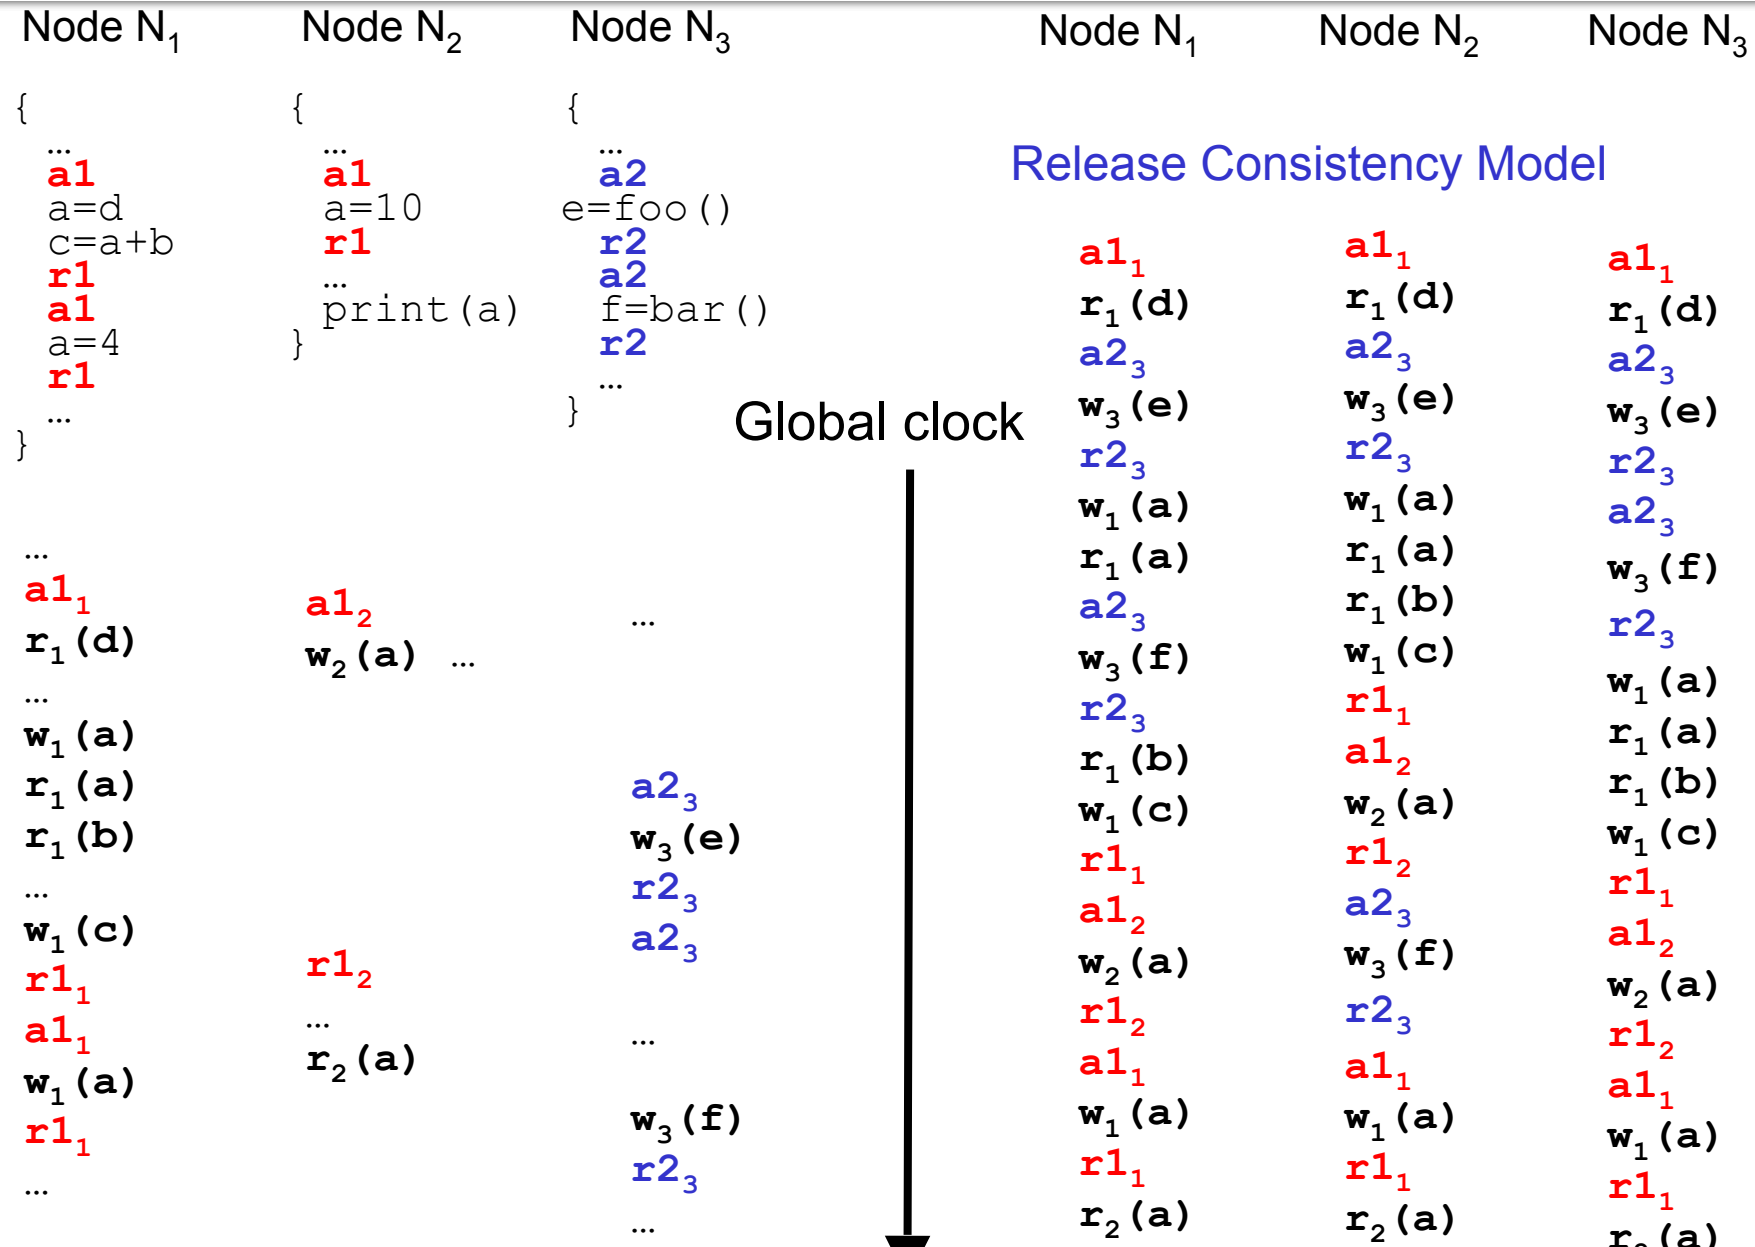 Node N₁
{
…
a1
a=d
c=a+b
r1
a1
a=4
r1
…
}
Node N₂
{
…
a1
a=10
r1
…
print(a)
}
Node N₃
{
…
a2
e=foo()
r2
a2
f=bar()
r2
…
}
…
a1₁
r₁(d)
…
w₁(a)
r₁(a)
r₁(b)
…
w₁(c)
r1₁
a1₁
w₁(a)
r1₁
…
a1₂
w₂(a) …
r1₂
…
r₂(a)
…
a2₃
w₃(e)
r2₃
a2₃
…
w₃(f)
r2₃
…
Global clock
Release Consistency Model
Node N₁
a1₁
r₁(d)
a2₃
w₃(e)
r2₃
w₁(a)
r₁(a)
a2₃
w₃(f)
r2₃
r₁(b)
w₁(c)
r1₁
a1₂
w₂(a)
r1₂
a1₁
w₁(a)
r1₁
r₂(a)
Node N₂
a1₁
r₁(d)
a2₃
w₃(e)
r2₃
w₁(a)
r₁(a)
r₁(b)
w₁(c)
r1₁
a1₂
w₂(a)
r1₂
a2₃
w₃(f)
r2₃
a1₁
w₁(a)
r1₁
r₂(a)
Node N₃
a1₁
r₁(d)
a2₃
w₃(e)
r2₃
a2₃
w₃(f)
r2₃
w₁(a)
r₁(a)
r₁(b)
w₁(c)
r1₁
a1₂
w₂(a)
r1₂
a1₁
w₁(a)
r1₁
r₂(a)